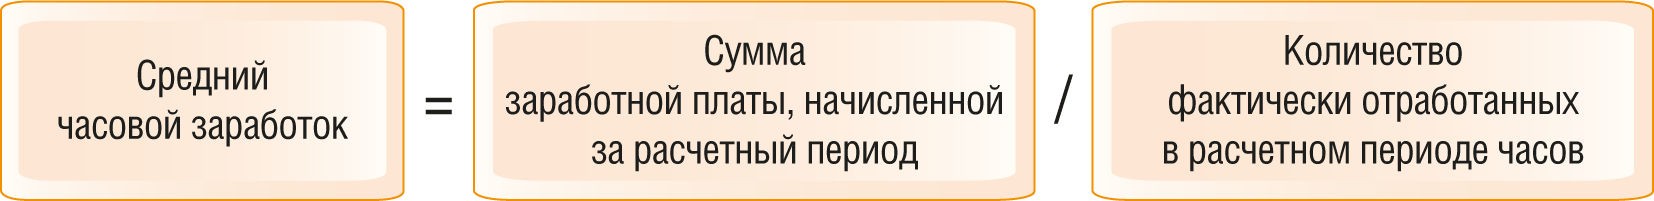 Средний
часовой заработок
=
Сумма
заработной платы, начисленной
за расчетный период
/
Количество
фактически отработанных
в расчетном периоде часов